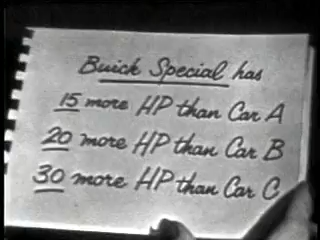 Buick Special has
15 more HP than Car A
20 more HP than Car B
30 more HP than Car C